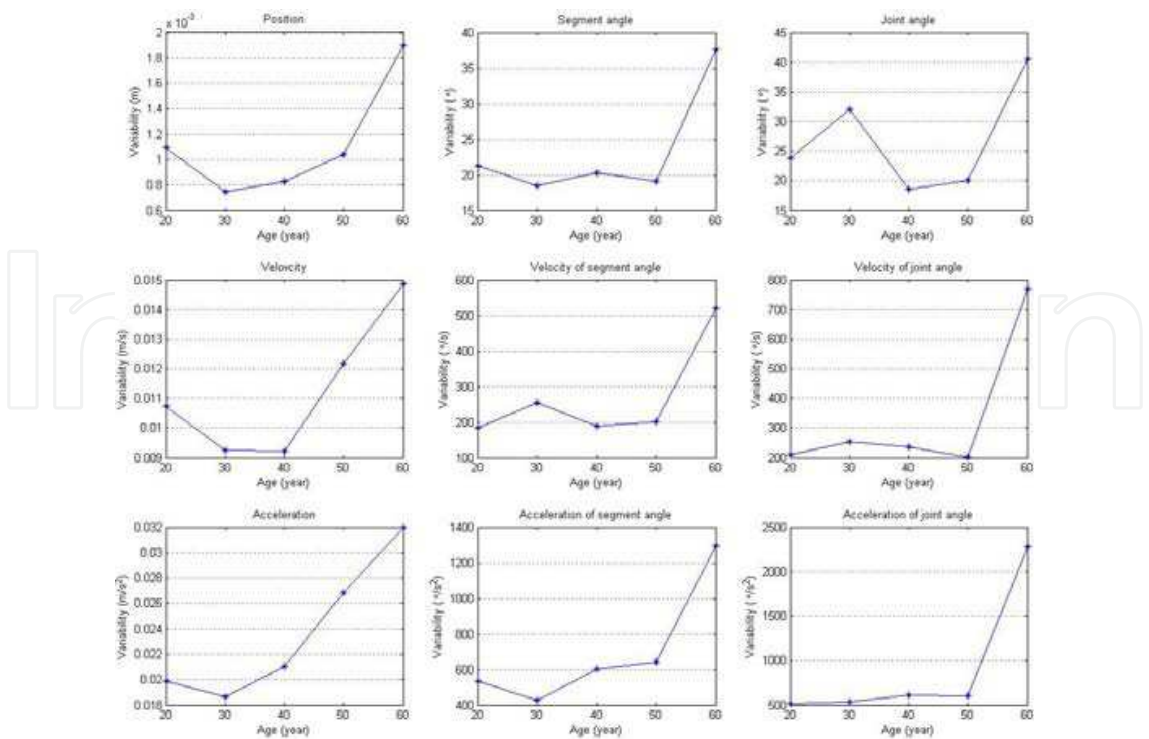 Position
x 10⁻³
2
1.8
1.6
1.4
1.2
1
0.8
0.6
Variability (m)
20 30 40 50 60
Age (year)
Segment angle
40
35
30
25
20
15
Variability (°)
20 30 40 50 60
Age (year)
Joint angle
45
40
35
30
25
20
15
Variability (°)
20 30 40 50 60
Age (year)
Velovcity
0.015
0.014
0.013
0.012
0.011
0.01
0.009
Variability (m/s)
20 30 40 50 60
Age (year)
Velocity of segment angle
600
500
400
300
200
100
Variability (°/s)
20 30 40 50 60
Age (year)
Velocity of joint angle
800
700
600
500
400
300
200
Variability (°/s)
20 30 40 50 60
Age (year)
Acceleration
0.032
0.03
0.028
0.026
0.024
0.022
0.02
0.018
Variability (m/s²)
20 30 40 50 60
Age (year)
Acceleration of segment angle
1400
1200
1000
800
600
400
Variability (°/s²)
20 30 40 50 60
Age (year)
Acceleration of joint angle
2500
2000
1500
1000
500
Variability (°/s²)
20 30 40 50 60
Age (year)